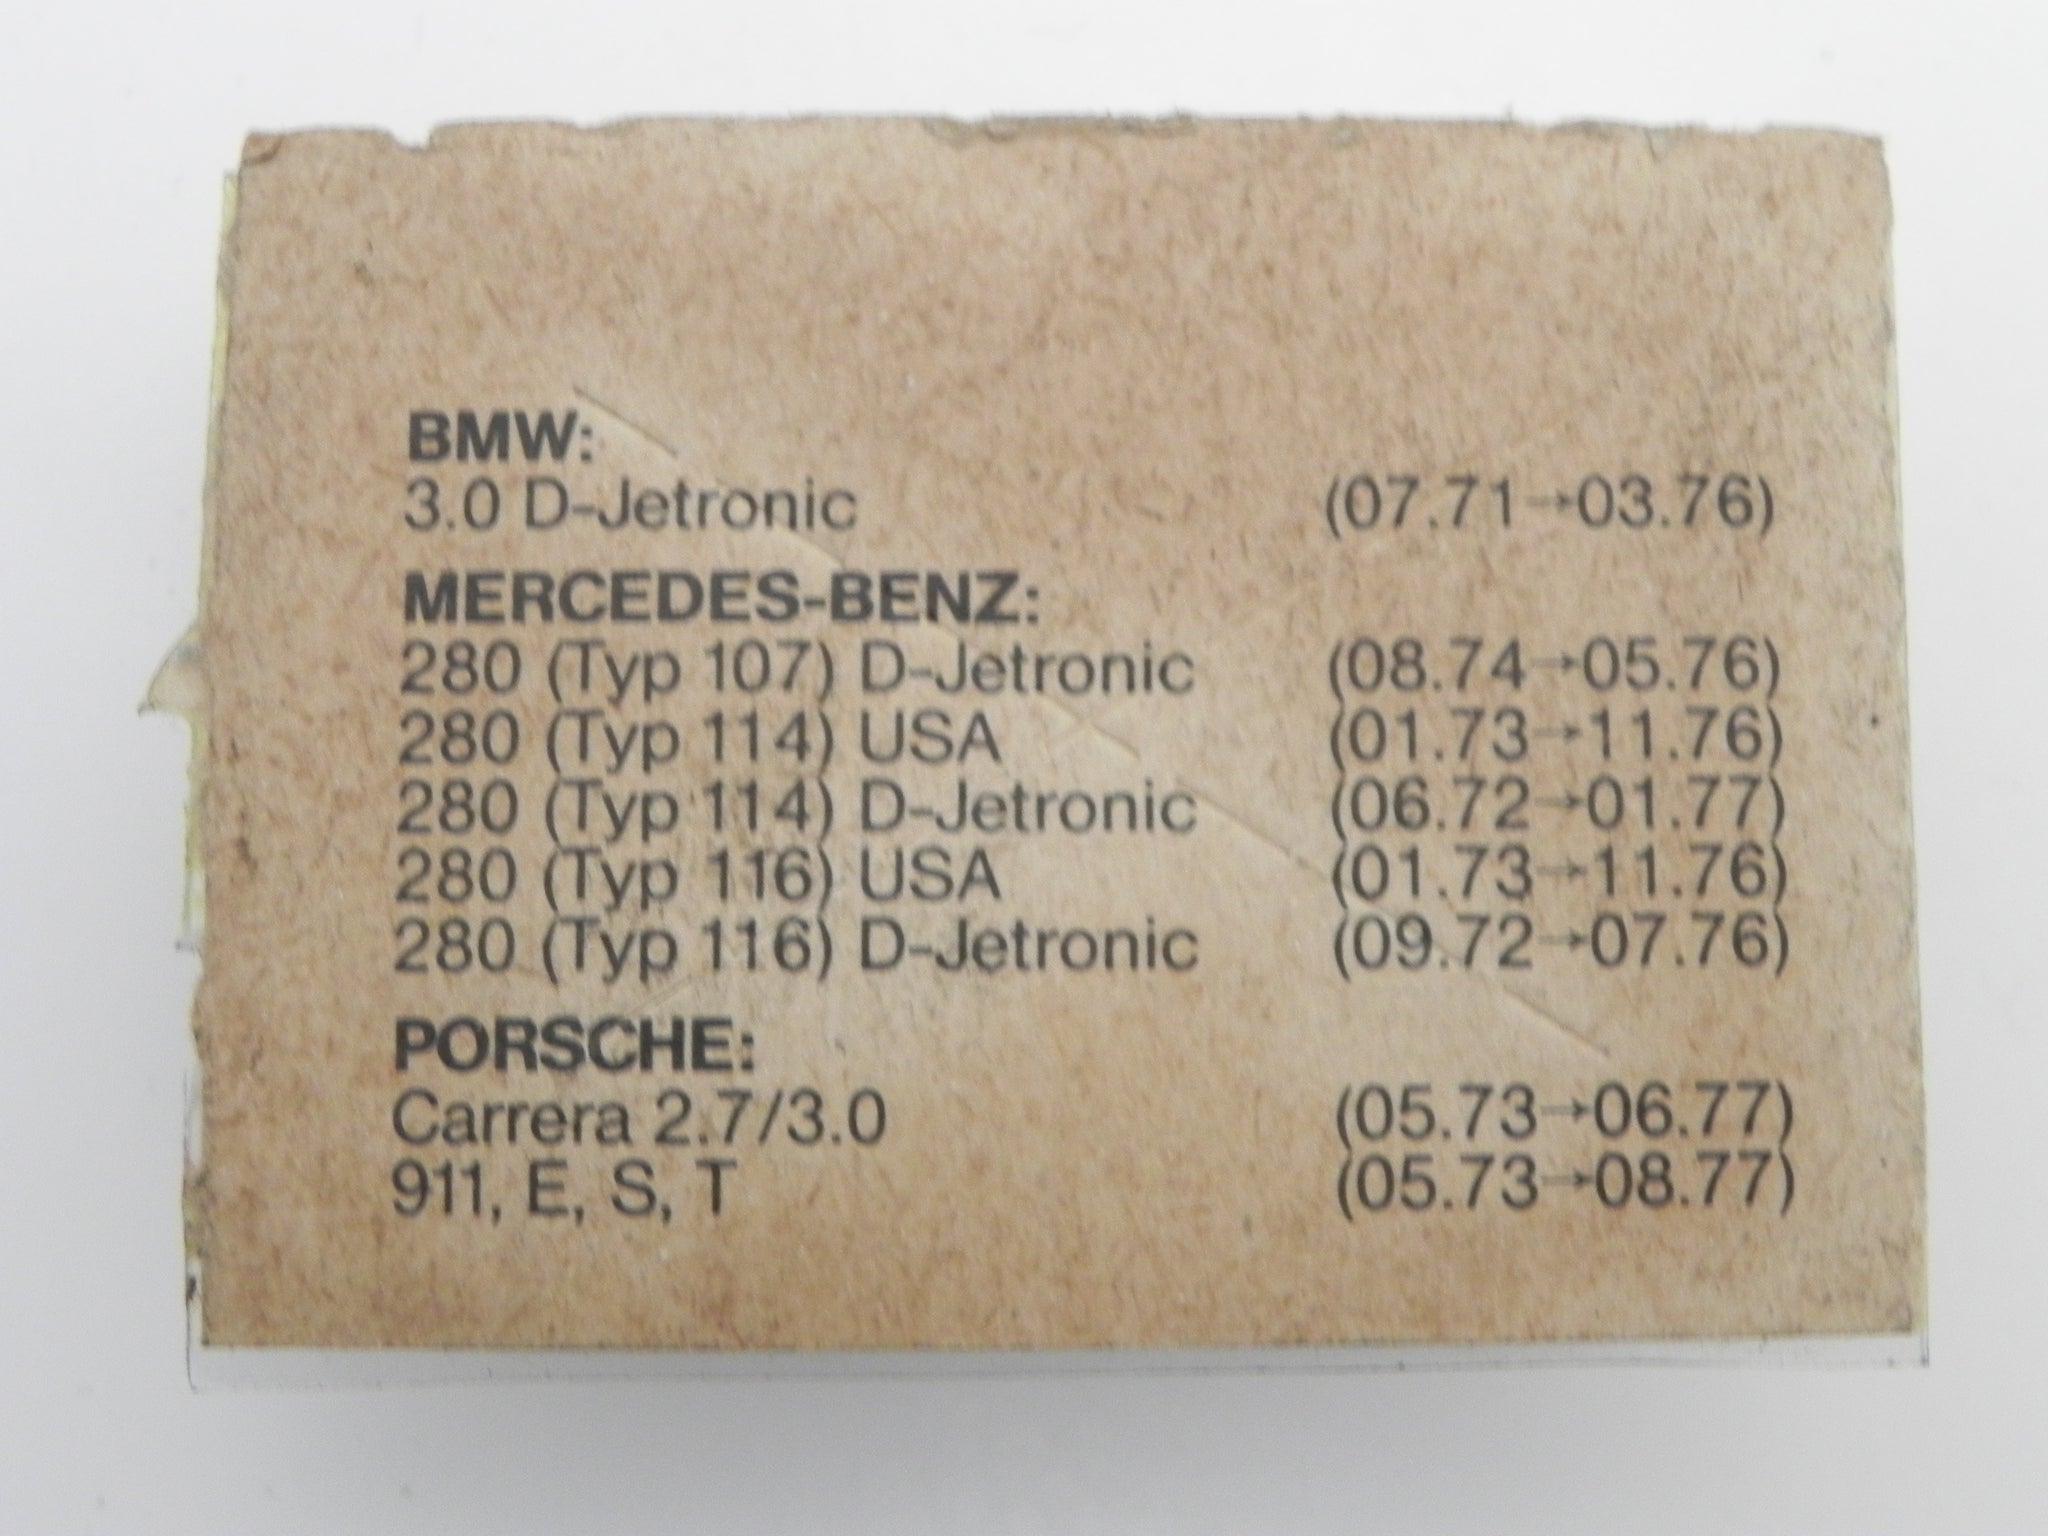 BMW:
3.0 D-Jetronic (07.71→03.76)
MERCEDES-BENZ:
280 (Typ 107) D-Jetronic (08.74→05.76)
280 (Typ 114) USA (01.73→11.76)
280 (Typ 114) D-Jetronic (06.72→01.77)
280 (Typ 116) USA (01.73→11.76)
280 (Typ 116) D-Jetronic (09.72→07.76)
PORSCHE:
Carrera 2.7/3.0 (05.73→06.77)
911, E, S, T (05.73→08.77)